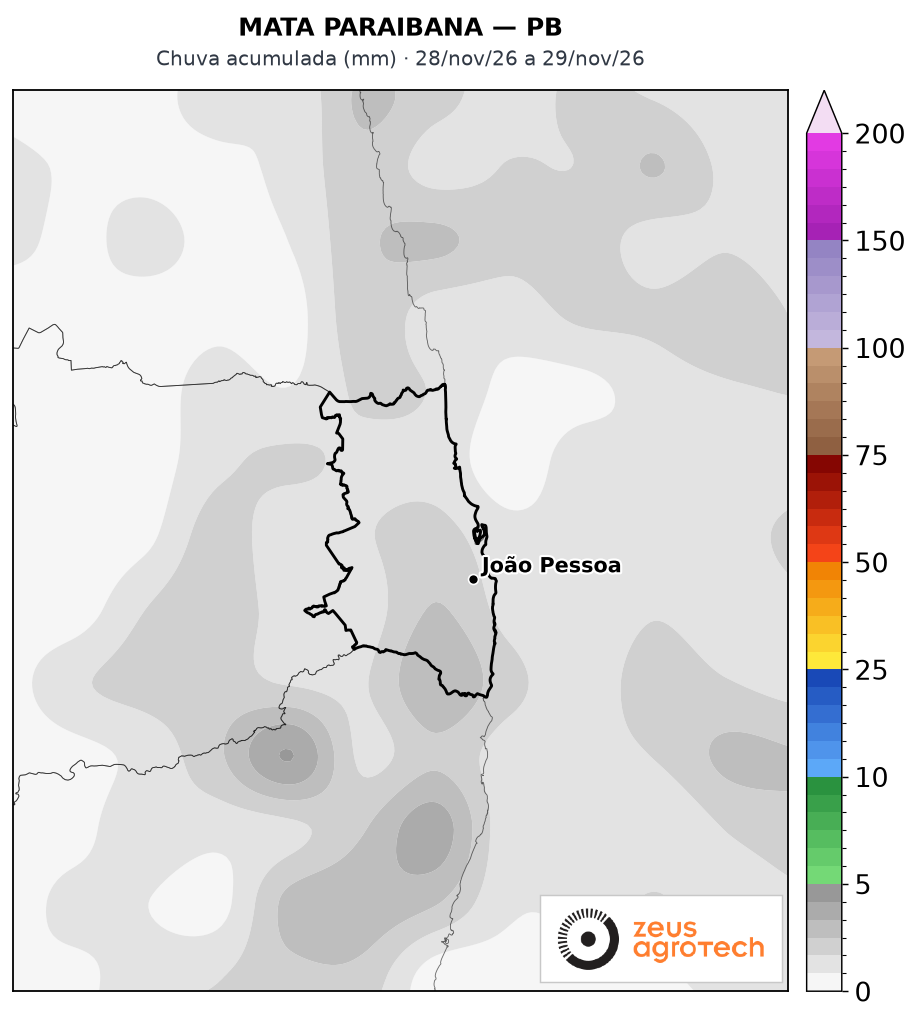 MATA PARAIBANA — PB
Chuva acumulada (mm) · 28/nov/26 a 29/nov/26
200
150
100
75
50
25
10
5
0
João Pessoa
zeus
agrotech